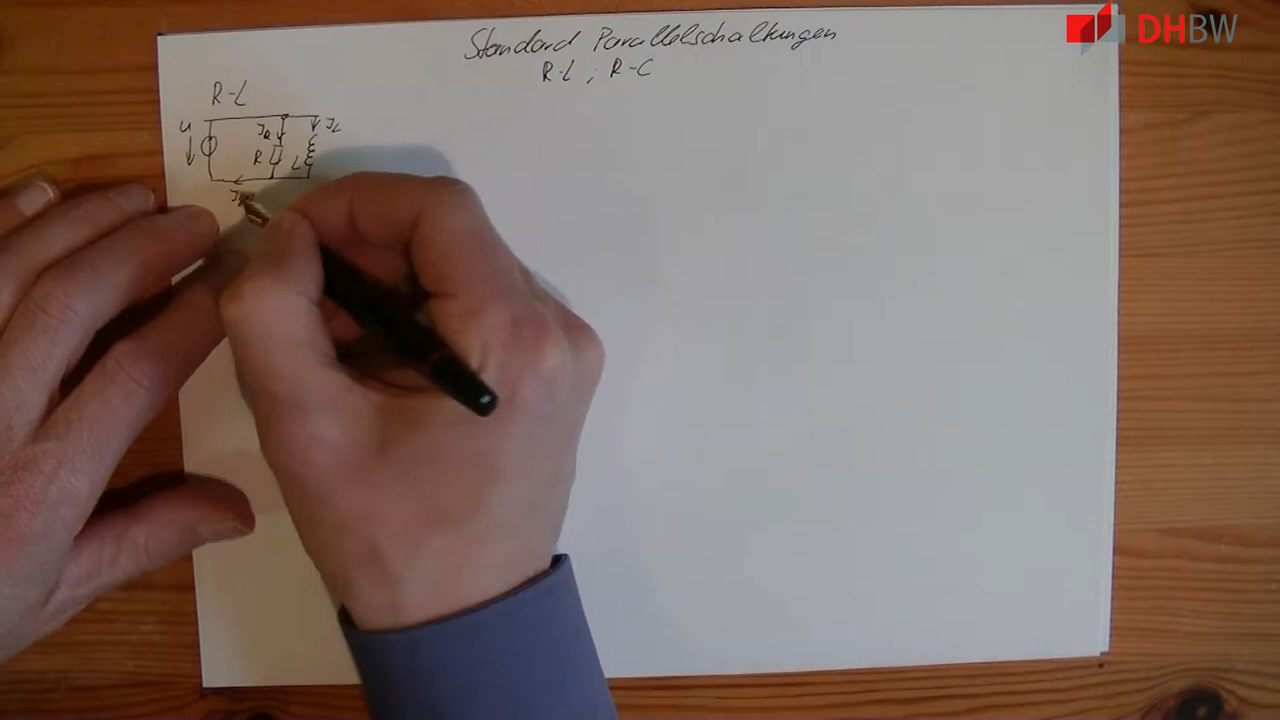 DHBW
Standard Parallelschaltungen
R-L ; R-C
R-L
U
I_R
I_L
R
L